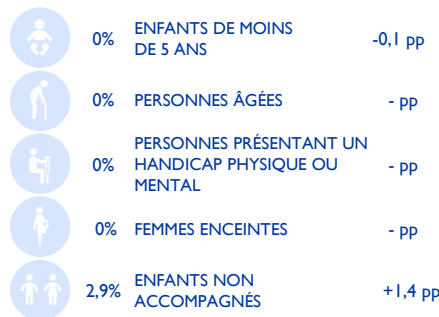 0% ENFANTS DE MOINS
DE 5 ANS -0,1 pp
0% PERSONNES ÂGÉES - pp
PERSONNES PRÉSENTANT UN
0% HANDICAP PHYSIQUE OU - pp
MENTAL
0% FEMMES ENCEINTES - pp
2,9% ENFANTS NON
ACCOMPAGNÉS +1,4 pp